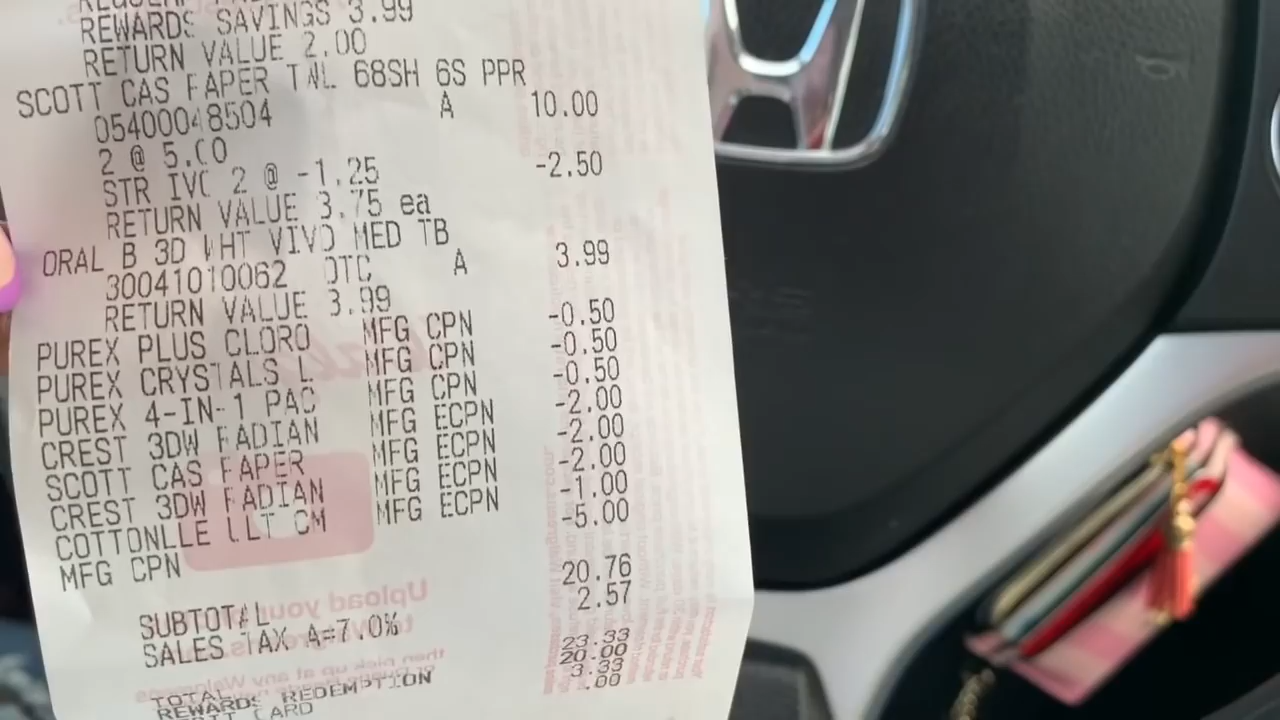 REWARDS SAVINGS 3.99
RETURN VALUE 2.00
SCOTT CAS PAPER TWL 68SH 6S PPR
05400048504 A 10.00
2 @ 5.00
STR IVC 2 @ -1.25 -2.50
RETURN VALUE 3.75 ea
ORAL B 3D WHT VIVD MED TB
30041010062 OTC A 3.99
RETURN VALUE 3.99
PUREX PLUS CLORO MFG CPN -0.50
PUREX CRYSTALS L MFG CPN -0.50
PUREX 4-IN-1 PAC MFG CPN -0.50
CREST 3DW RADIAN MFG ECPN -2.00
SCOTT CAS PAPER MFG ECPN -2.00
CREST 3DW RADIAN MFG ECPN -2.00
COTTONLLE ULT CM MFG ECPN -1.00
MFG CPN -5.00
SUBTOTAL 20.76
SALES TAX A=7.0% 2.57
TOTAL 23.33
REWARDS REDEMPTION 20.00
CARD 3.33
.00
Upload your